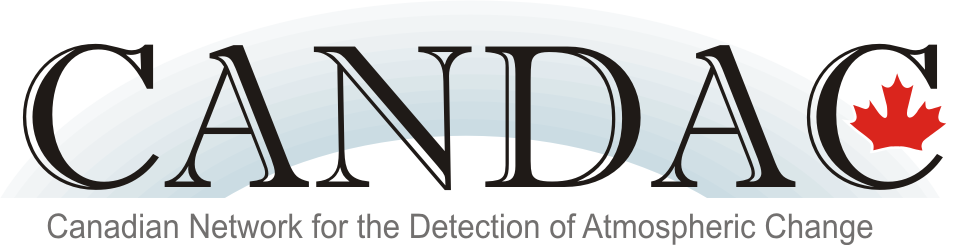 CANDAC
Canadian Network for the Detection of Atmospheric Change